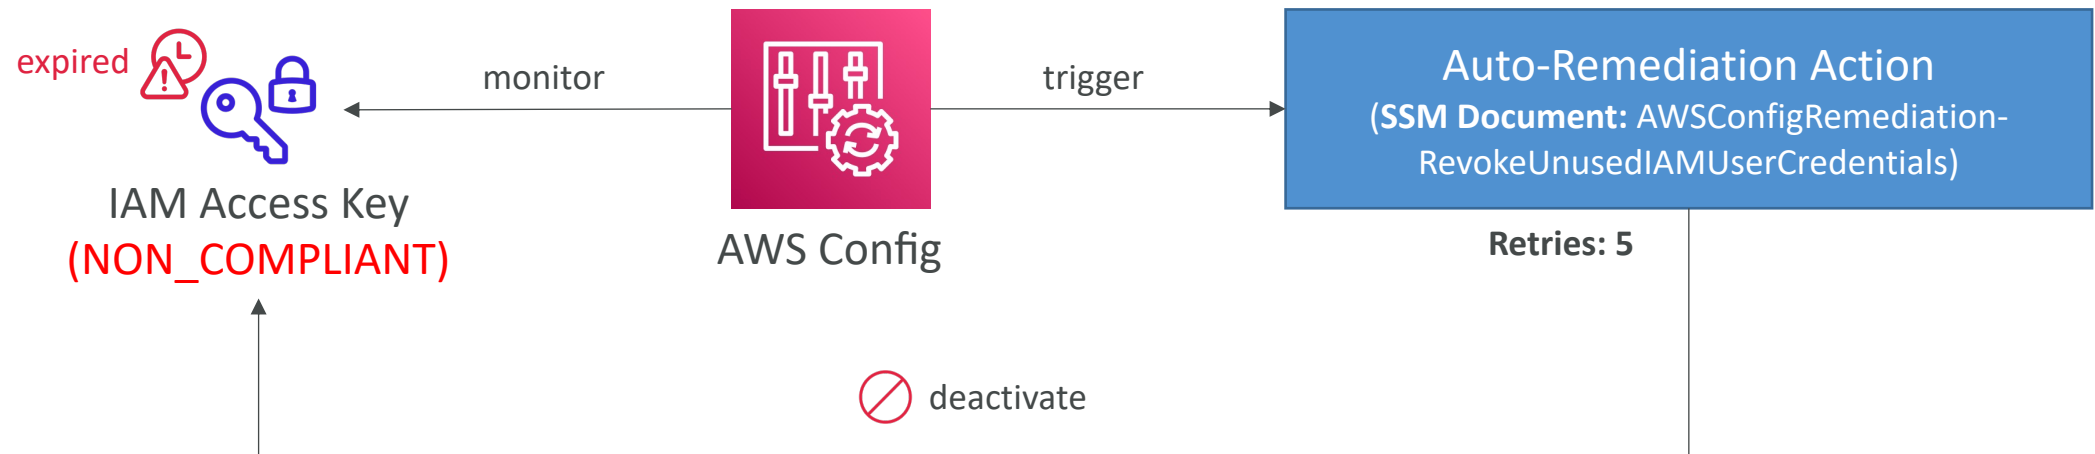 expired
monitor
trigger
Auto-Remediation Action
(SSM Document: AWSConfigRemediation-
RevokeUnusedIAMUserCredentials)
IAM Access Key
(NON_COMPLIANT)
AWS Config
Retries: 5
deactivate